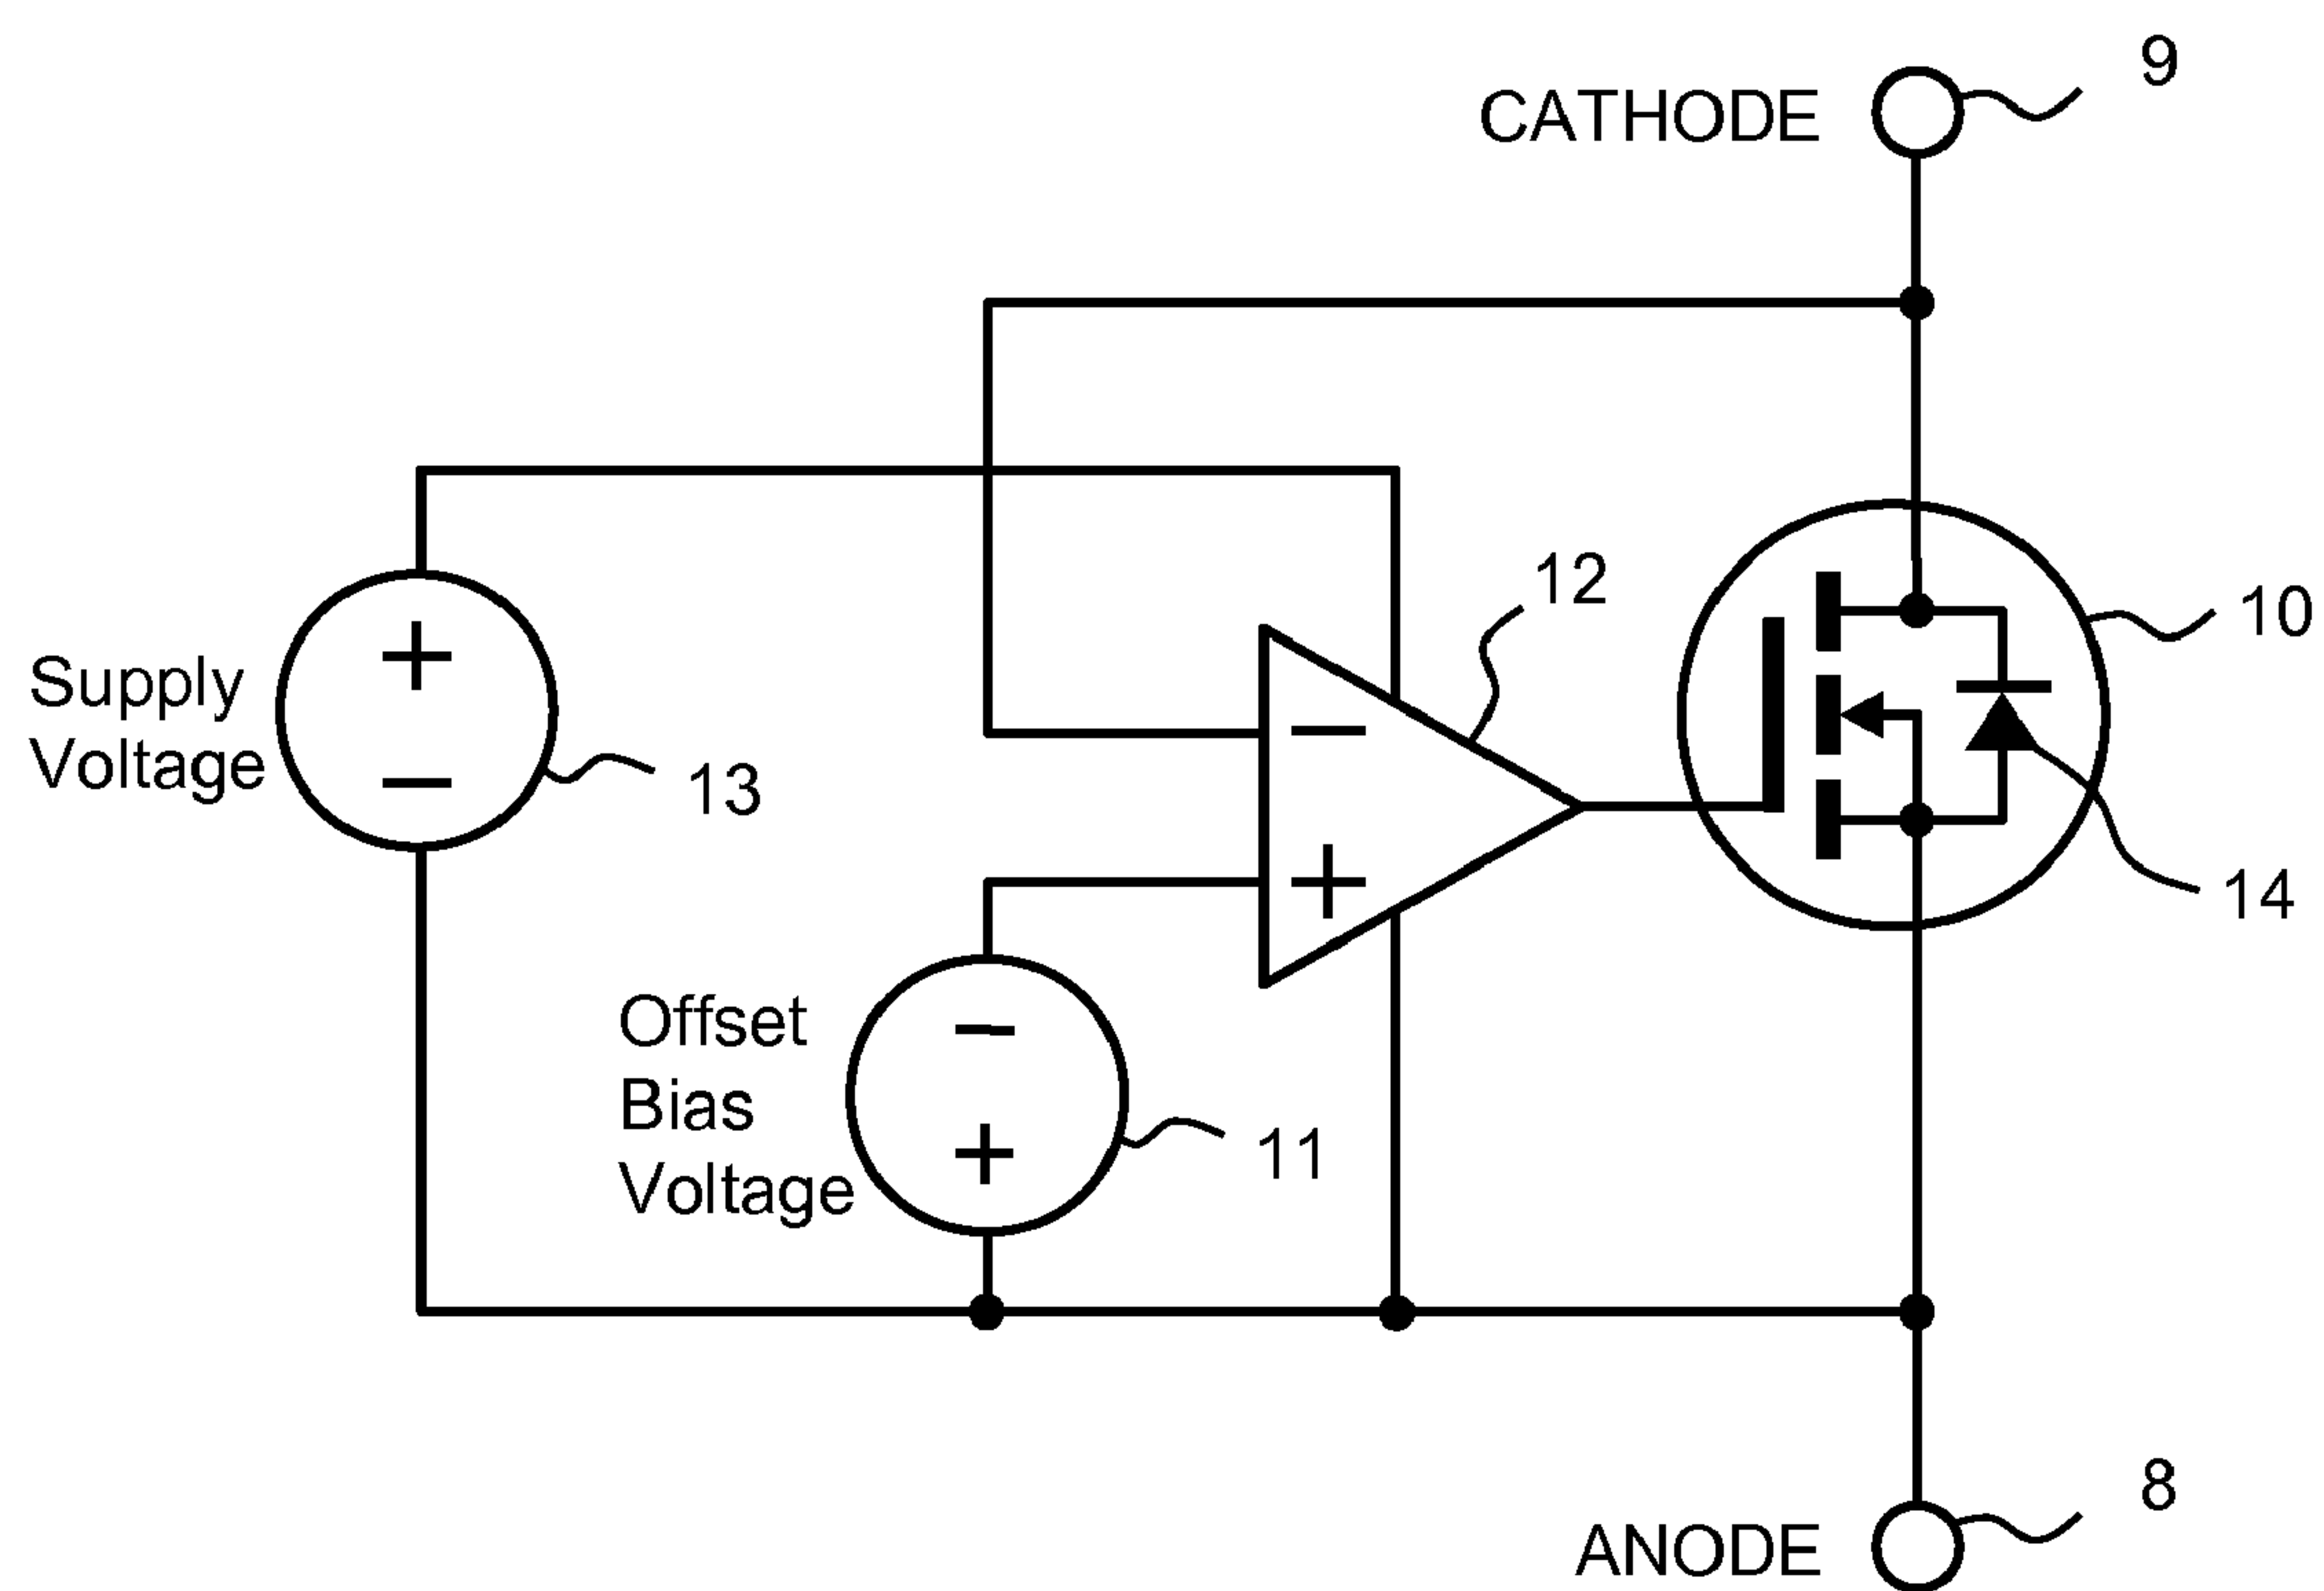 9
CATHODE
12
10
Supply
Voltage
13
14
Offset
Bias
Voltage
11
8
ANODE